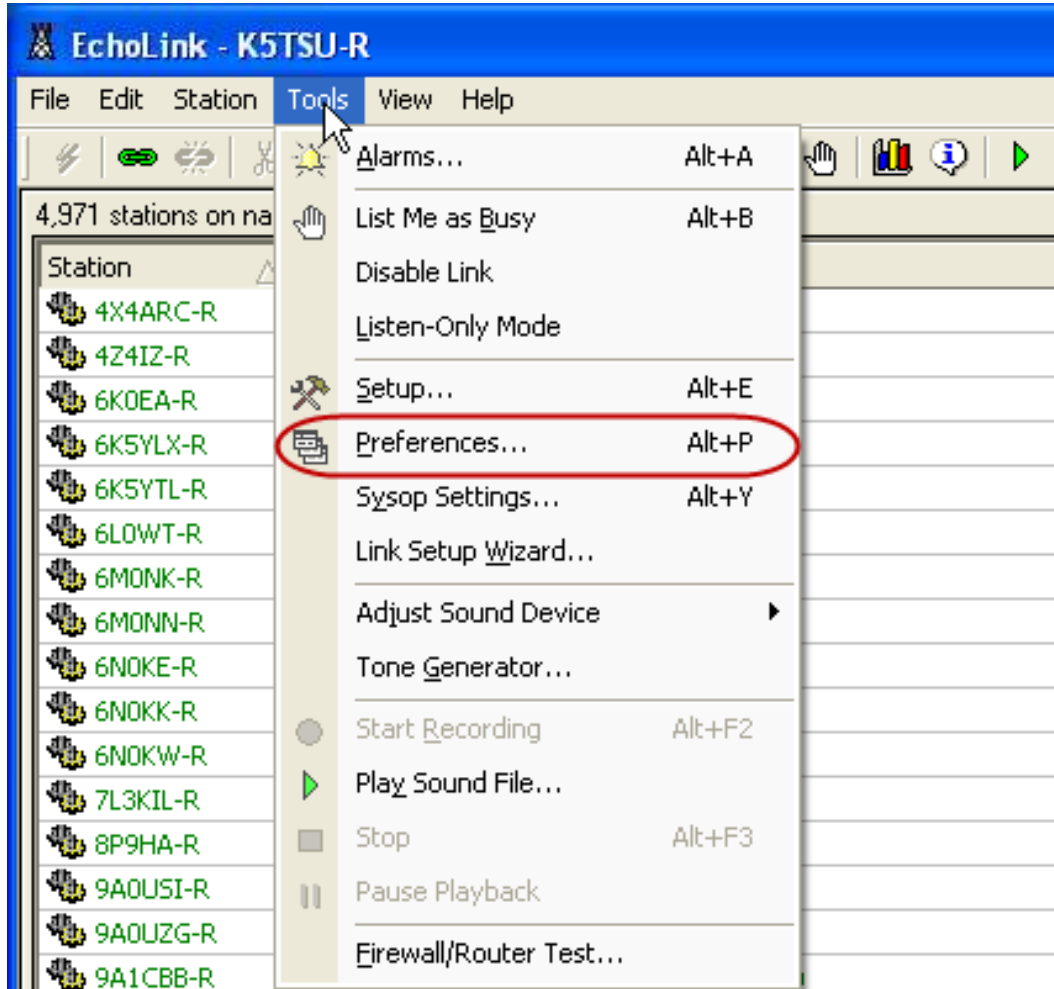 EchoLink - K5TSU-R
File Edit Station Tools View Help
4,971 stations on na
Station
4X4ARC-R
4Z4IZ-R
6K0EA-R
6K5YLX-R
6K5YTL-R
6L0WT-R
6M0NK-R
6M0NN-R
6N0KE-R
6N0KK-R
6N0KW-R
7L3KIL-R
8P9HA-R
9A0USI-R
9A0UZG-R
9A1CBB-R
Alarms... Alt+A
List Me as Busy Alt+B
Disable Link
Listen-Only Mode
Setup... Alt+E
Preferences... Alt+P
Sysop Settings... Alt+Y
Link Setup Wizard...
Adjust Sound Device
Tone Generator...
Start Recording Alt+F2
Play Sound File...
Stop Alt+F3
Pause Playback
Firewall/Router Test...